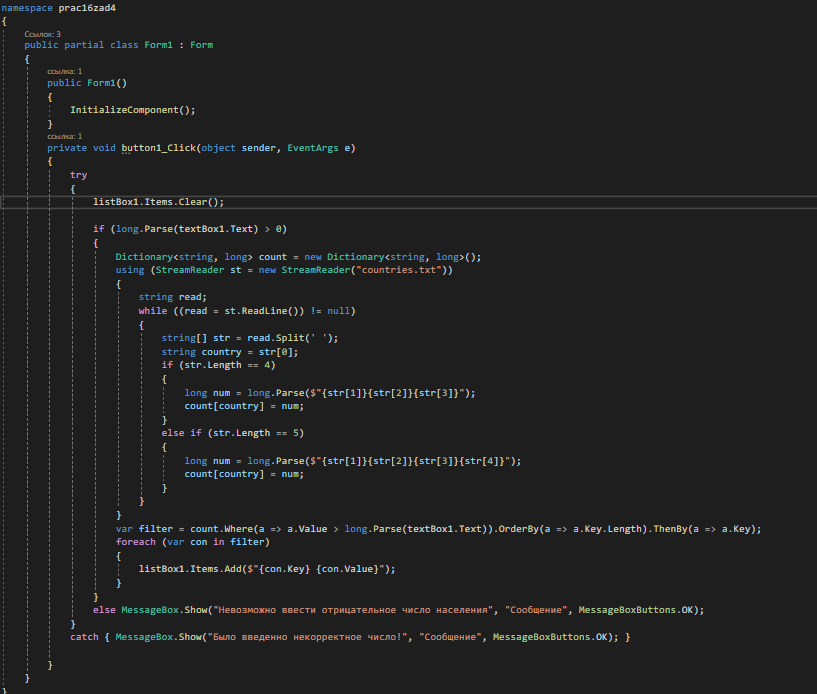 namespace prac16zad4
{
Ссылок: 3
public partial class Form1 : Form
{
ссылка: 1
public Form1()
{
InitializeComponent();
}
ссылка: 1
private void button1_Click(object sender, EventArgs e)
{
try
{
listBox1.Items.Clear();
if (long.Parse(textBox1.Text) > 0)
{
Dictionary<string, long> count = new Dictionary<string, long>();
using (StreamReader st = new StreamReader("countries.txt"))
{
string read;
while ((read = st.ReadLine()) != null)
{
string[] str = read.Split(' ');
string country = str[0];
if (str.Length == 4)
{
long num = long.Parse($"{str[1]}{str[2]}{str[3]}");
count[country] = num;
}
else if (str.Length == 5)
{
long num = long.Parse($"{str[1]}{str[2]}{str[3]}{str[4]}");
count[country] = num;
}
}
}
var filter = count.Where(a => a.Value > long.Parse(textBox1.Text)).OrderBy(a => a.Key.Length).ThenBy(a => a.Key);
foreach (var con in filter)
{
listBox1.Items.Add($"{con.Key} {con.Value}");
}
}
else MessageBox.Show("Невозможно ввести отрицательное число населения", "Сообщение", MessageBoxButtons.OK);
}
catch { MessageBox.Show("Было введенно некорректное число!", "Сообщение", MessageBoxButtons.OK); }
}
}
}